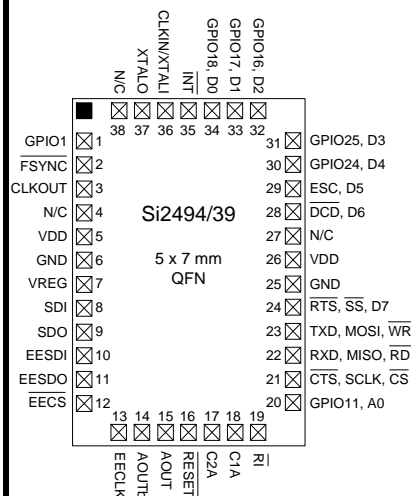 N/C
XTALO
CLKIN/XTALI
INT
GPIO18, D0
GPIO17, D1
GPIO16, D2
38 37 36 35 34 33 32
GPIO1 1
FSYNC 2
CLKOUT 3
N/C 4
VDD 5
GND 6
VREG 7
SDI 8
SDO 9
EESDI 10
EESDO 11
EECS 12
Si2494/39
5 x 7 mm
QFN
31 GPIO25, D3
30 GPIO24, D4
29 ESC, D5
28 DCD, D6
27 N/C
26 VDD
25 GND
24 RTS, SS, D7
23 TXD, MOSI, WR
22 RXD, MISO, RD
21 CTS, SCLK, CS
20 GPIO11, A0
13 14 15 16 17 18 19
EECLK
AOUT
RESET
C2A
C1A
RI